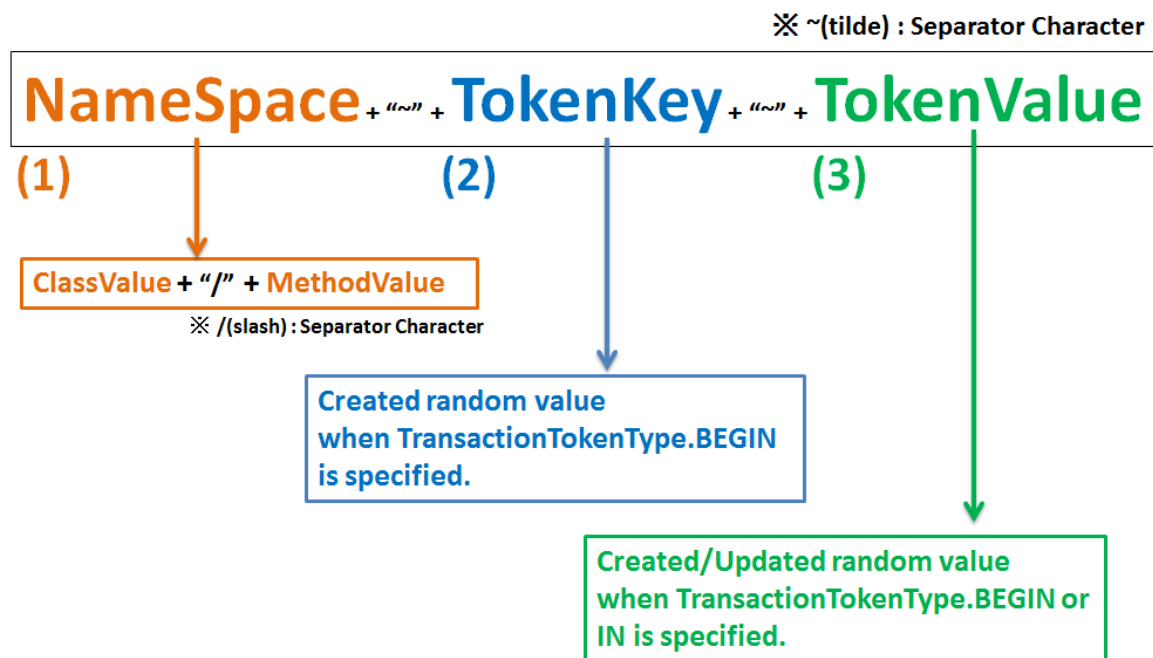 ※ ~(tilde) : Separator Character
NameSpace + “~” + TokenKey + “~” + TokenValue
(1) (2) (3)
ClassValue + “/” + MethodValue
※ /(slash) : Separator Character
Created random value
when TransactionTokenType.BEGIN
is specified.
Created/Updated random value
when TransactionTokenType.BEGIN or
IN is specified.